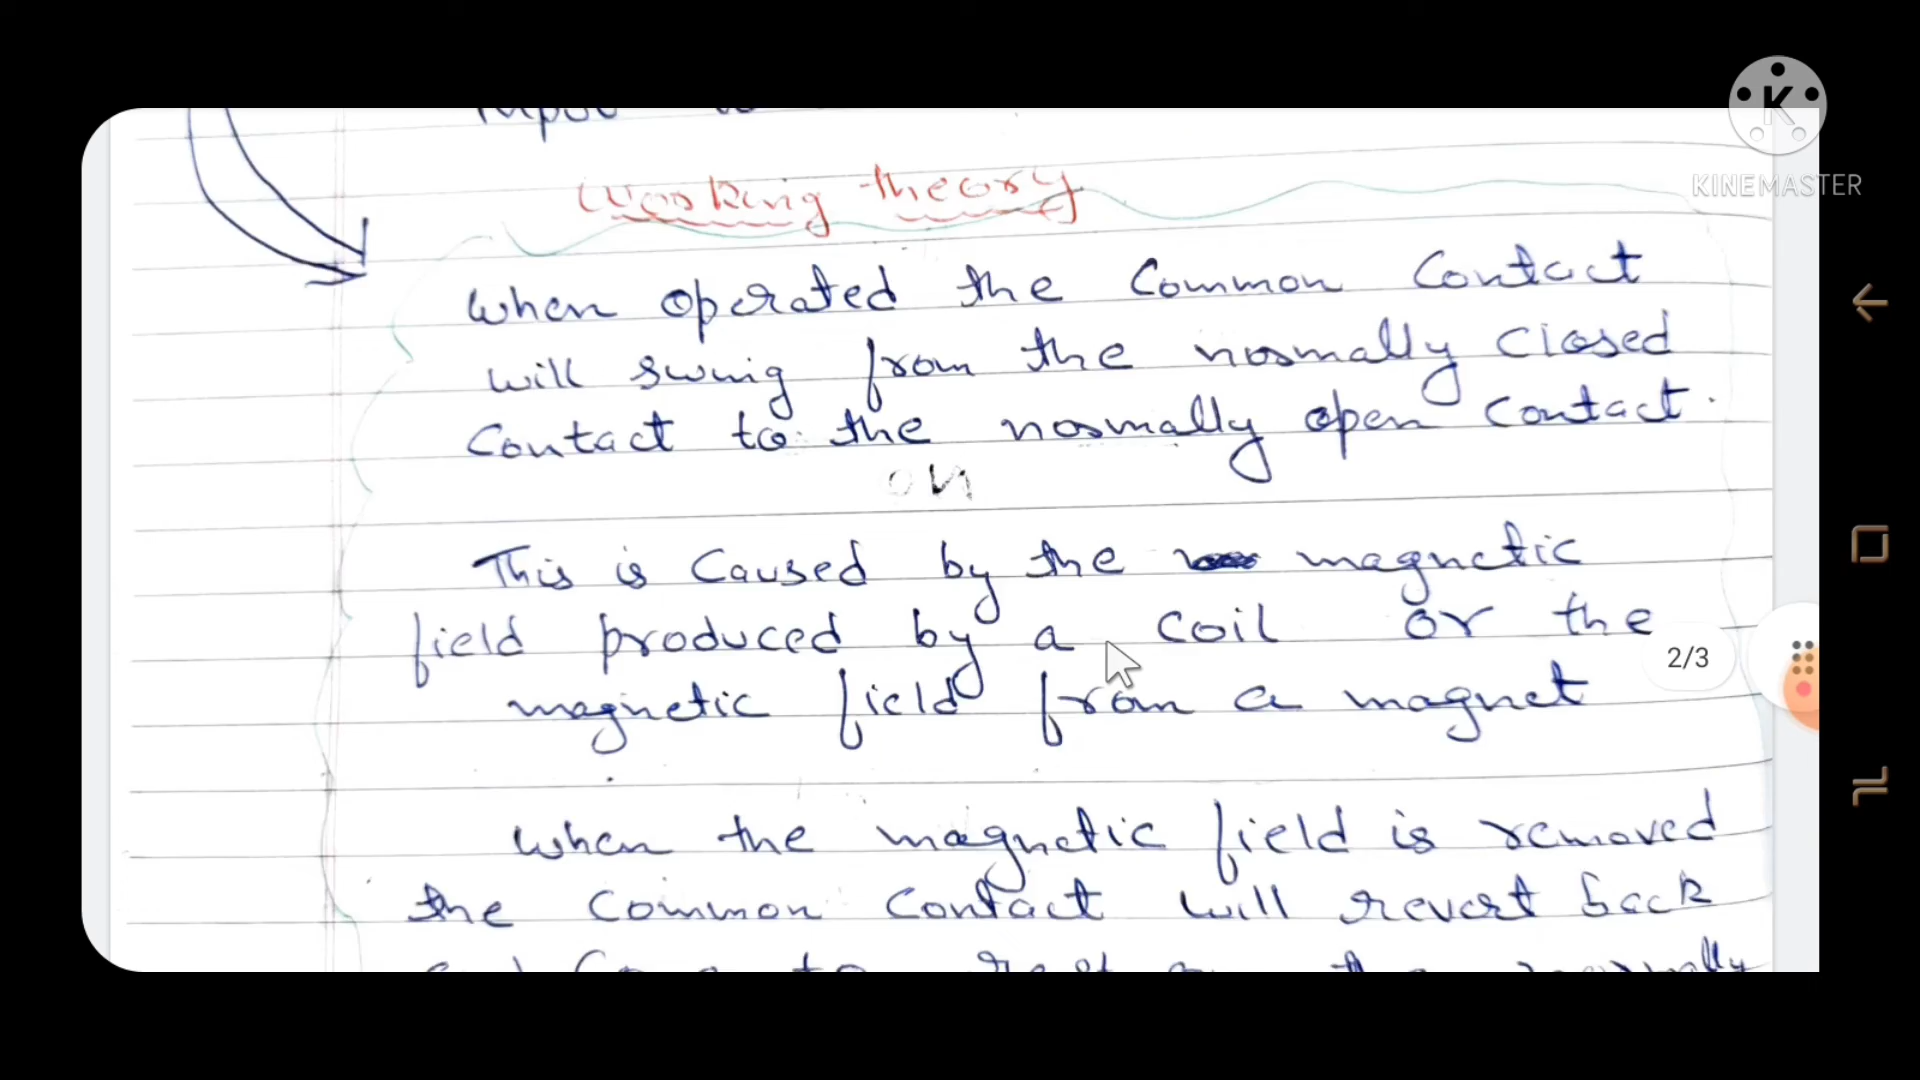 KINEMASTER
Working theory
When operated the Common Contact
will swing from the normally closed
Contact to the normally open contact.
ON
This is Caused by the magnetic
field produced by a coil or the
2/3
magnetic field from a magnet
when the magnetic field is removed
the common contact will revert back